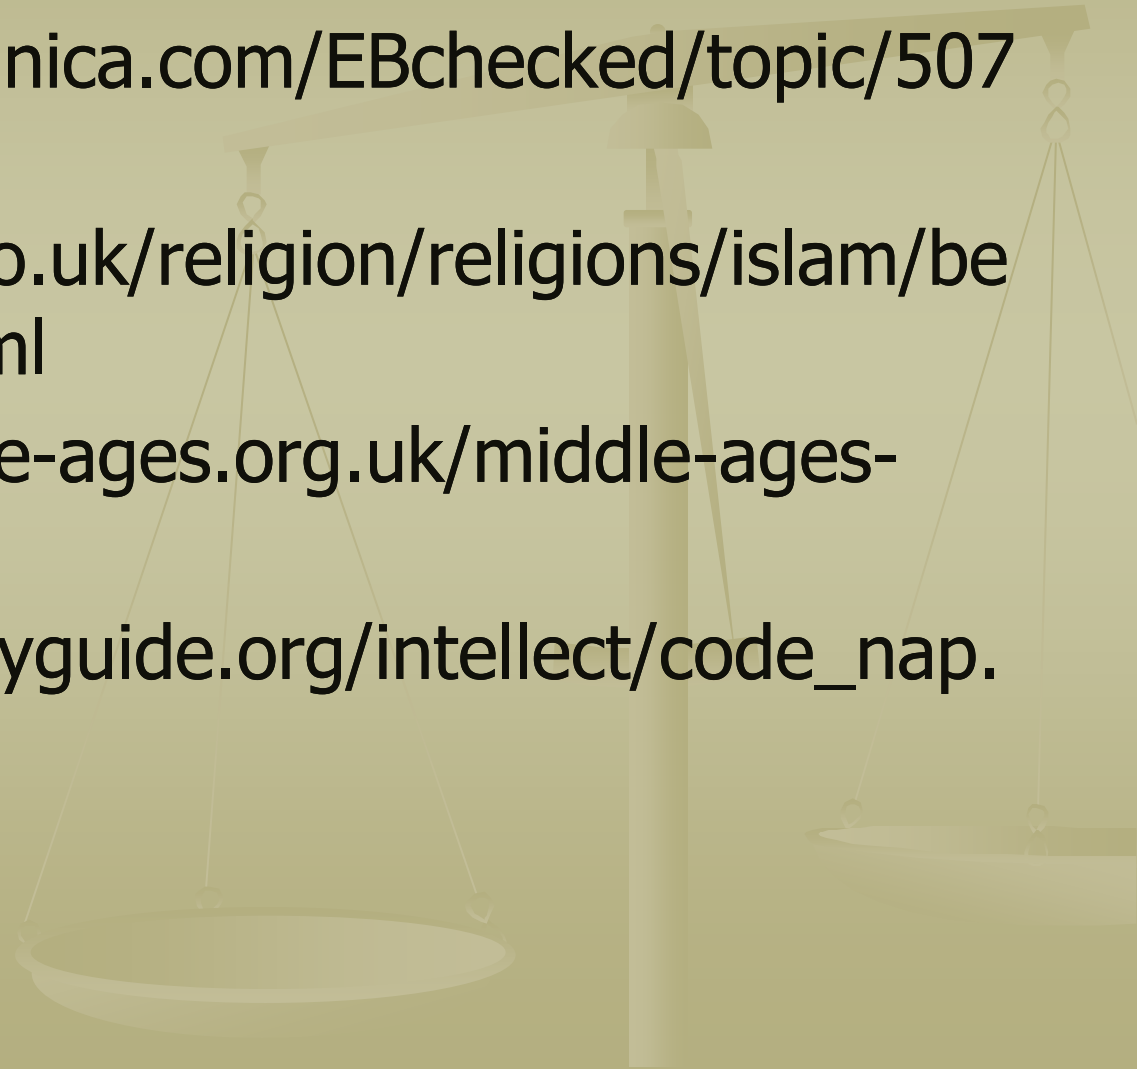 nica.com/EBchecked/topic/507
o.uk/religion/religions/islam/be
ml
e-ages.org.uk/middle-ages-
yguide.org/intellect/code_nap.